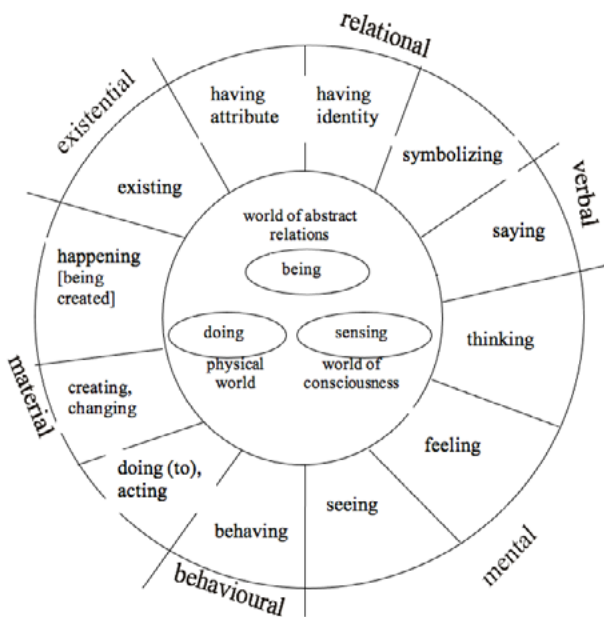 relational
existential
having
attribute
having
identity
symbolizing
verbal
existing
saying
world of abstract
relations
being
happening
[being
created]
doing
sensing
thinking
physical
world
world of
consciousness
material
creating,
changing
feeling
doing (to),
acting
seeing
behaving
mental
behavioural